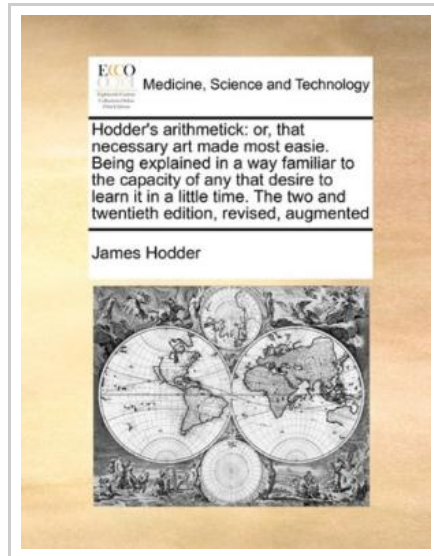 ECCO
Medicine, Science and Technology
Hodder's arithmetick: or, that
necessary art made most easie.
Being explained in a way familiar to
the capacity of any that desire to
learn it in a little time. The two and
twentieth edition, revised, augmented
James Hodder